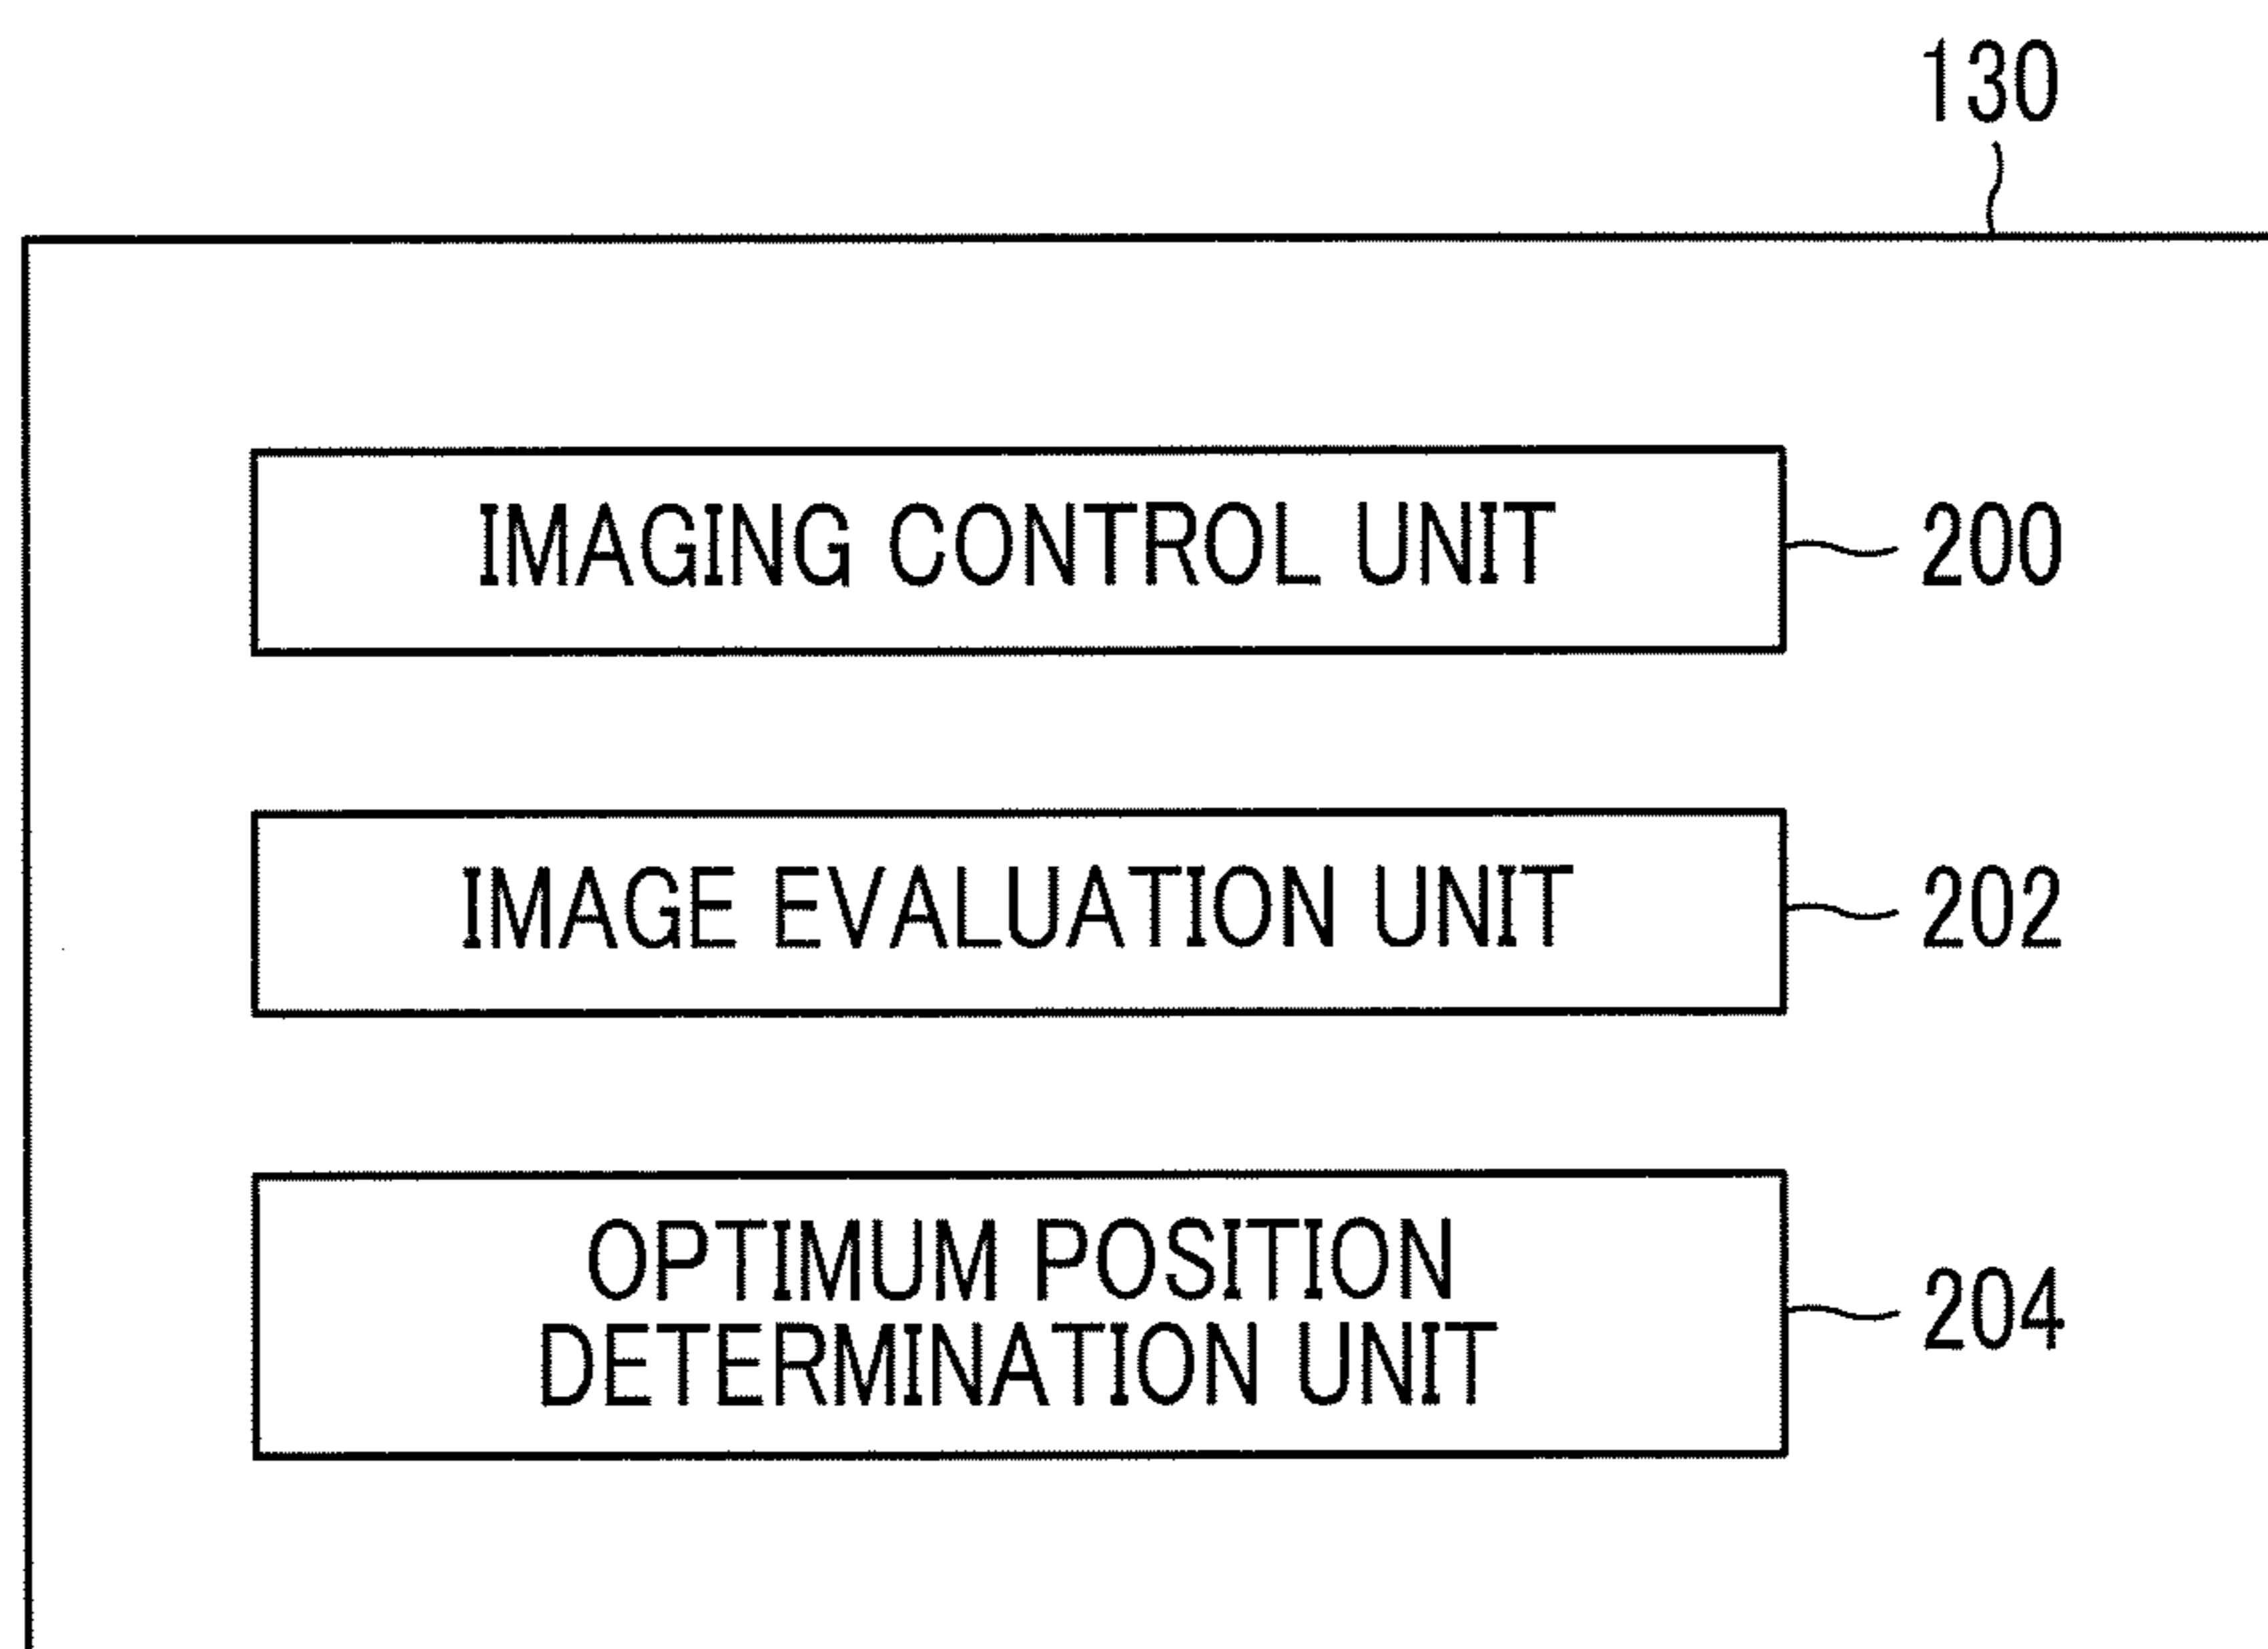 130
IMAGING CONTROL UNIT
200
IMAGE EVALUATION UNIT
202
OPTIMUM POSITION
DETERMINATION UNIT
204